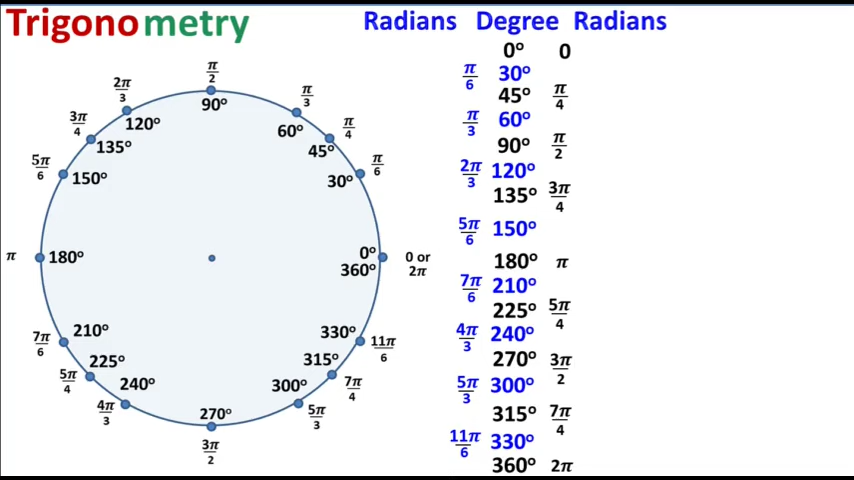 Trigonometry
Radians Degree Radians
0° 0
π/6 30°
45° π/4
π/3 60°
90° π/2
2π/3 120°
135° 3π/4
5π/6 150°
180° π
7π/6 210°
225° 5π/4
4π/3 240°
270° 3π/2
5π/3 300°
315° 7π/4
11π/6 330°
360° 2π
π/2
90°
π/3
60°
π/4
45°
π/6
30°
0° 0 or
360° 2π
330° 11π/6
315° 7π/4
300° 5π/3
270°
3π/2
240° 4π/3
225° 5π/4
210° 7π/6
π 180°
5π/6 150°
3π/4 135°
2π/3 120°